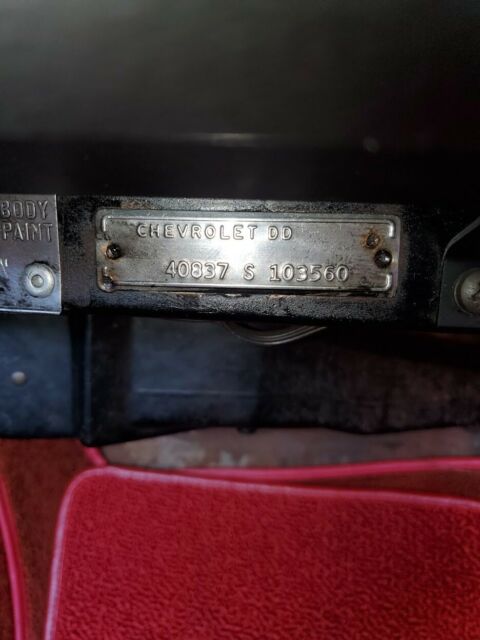 BODY
PAINT
CHEVROLET DD
40837 S 103560